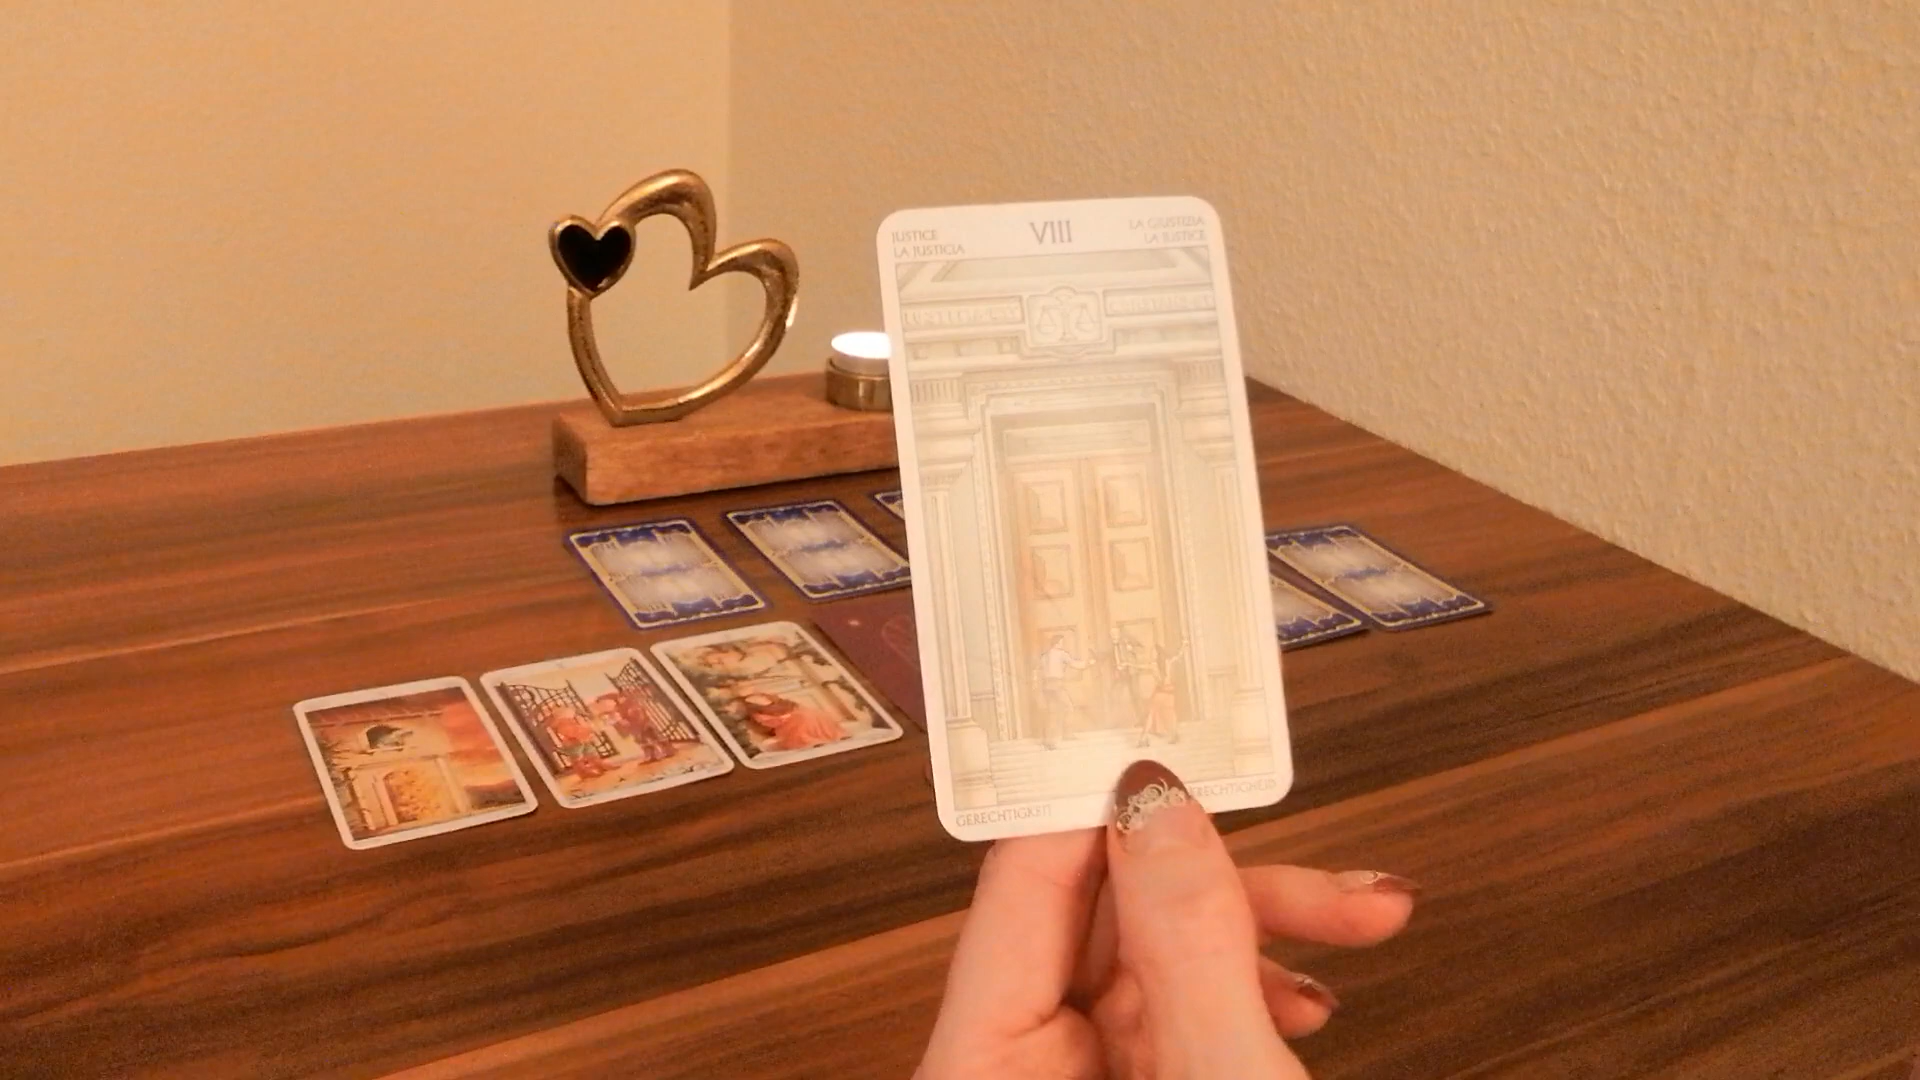 JUSTICE
LA JUSTICIA
VIII
LA GIUSTIZIA
LA JUSTICE
GERECHTIGKEIT